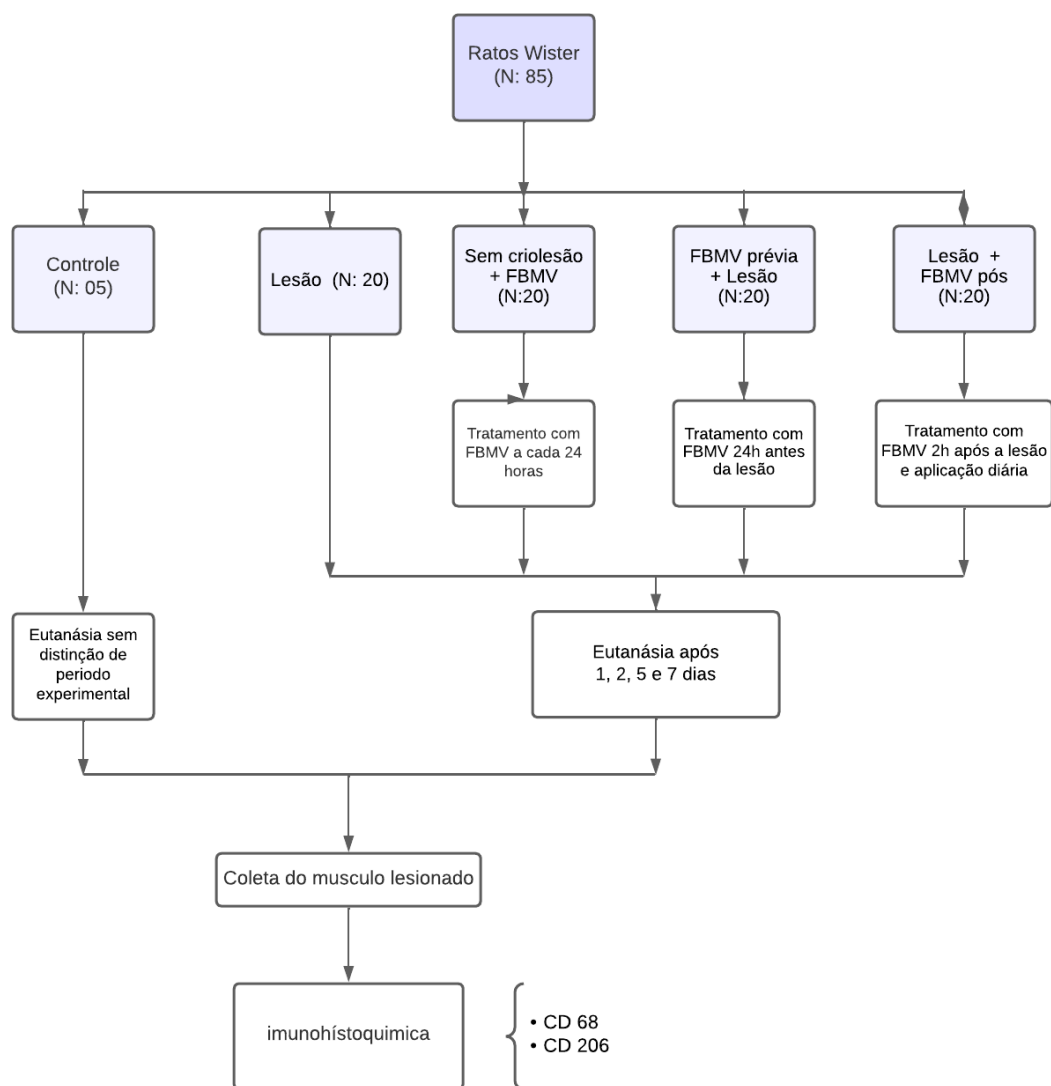 Ratos Wister
(N: 85)
Controle
(N: 05)
Lesão (N: 20)
Sem criolesão
+ FBMV
(N:20)
FBMV prévia
+ Lesão
(N:20)
Lesão +
FBMV pós
(N:20)
Tratamento com
FBMV a cada 24
horas
Tratamento com
FBMV 24h antes
da lesão
Tratamento com
FBMV 2h após a lesão
e aplicação diária
Eutanásia sem
distinção de
periodo
experimental
Eutanásia após
1, 2, 5 e 7 dias
Coleta do musculo lesionado
imunohístoquimica
• CD 68
• CD 206